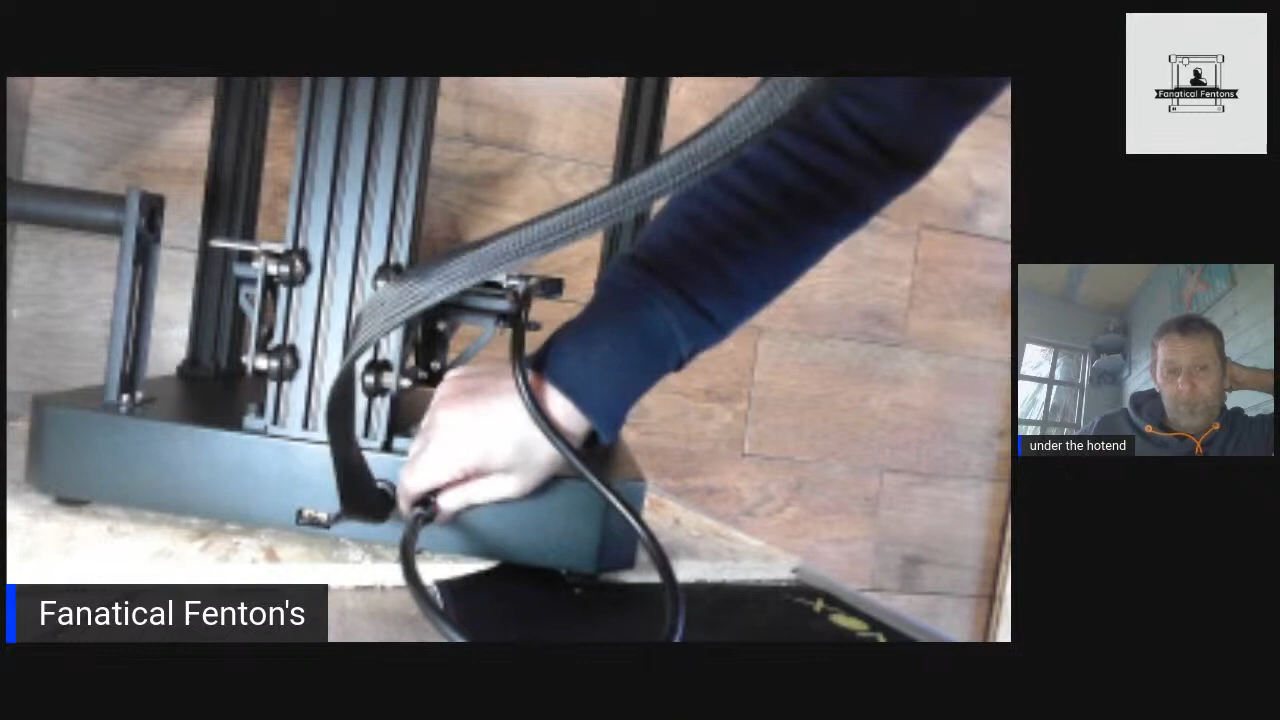 Fanatical Fentons
under the hotend
Fanatical Fenton's